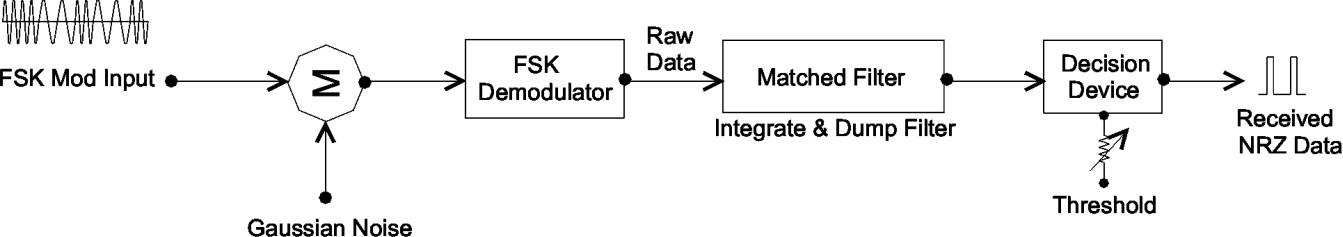 FSK Mod Input
M
Gaussian Noise
FSK
Demodulator
Raw
Data
Matched Filter
Integrate & Dump Filter
Decision
Device
Threshold
Received
NRZ Data